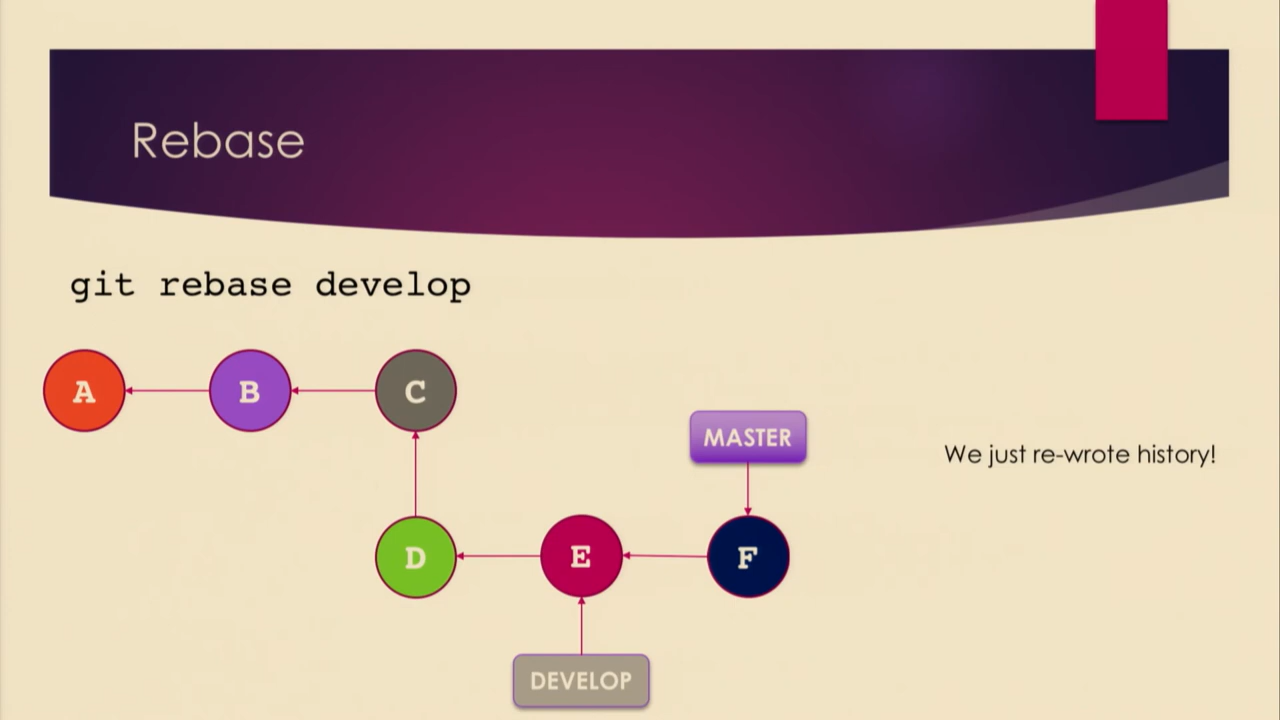 Rebase
git rebase develop
A
B
C
MASTER
We just re-wrote history!
D
E
F
DEVELOP